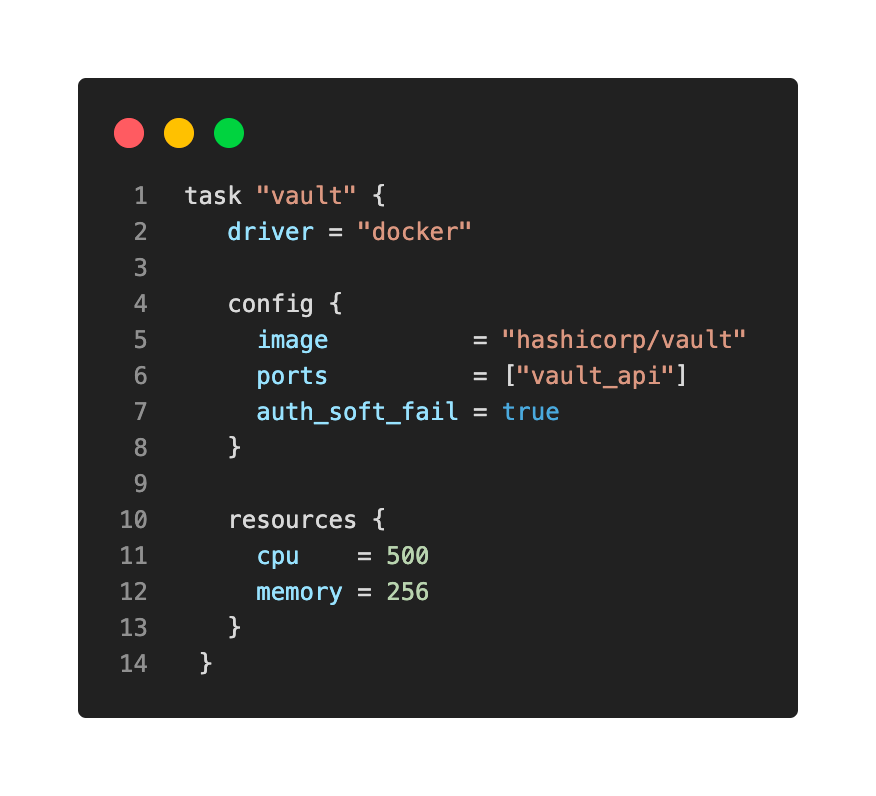 1 task "vault" {
2 driver = "docker"
3
4 config {
5 image = "hashicorp/vault"
6 ports = ["vault_api"]
7 auth_soft_fail = true
8 }
9
10 resources {
11 cpu = 500
12 memory = 256
13 }
14 }